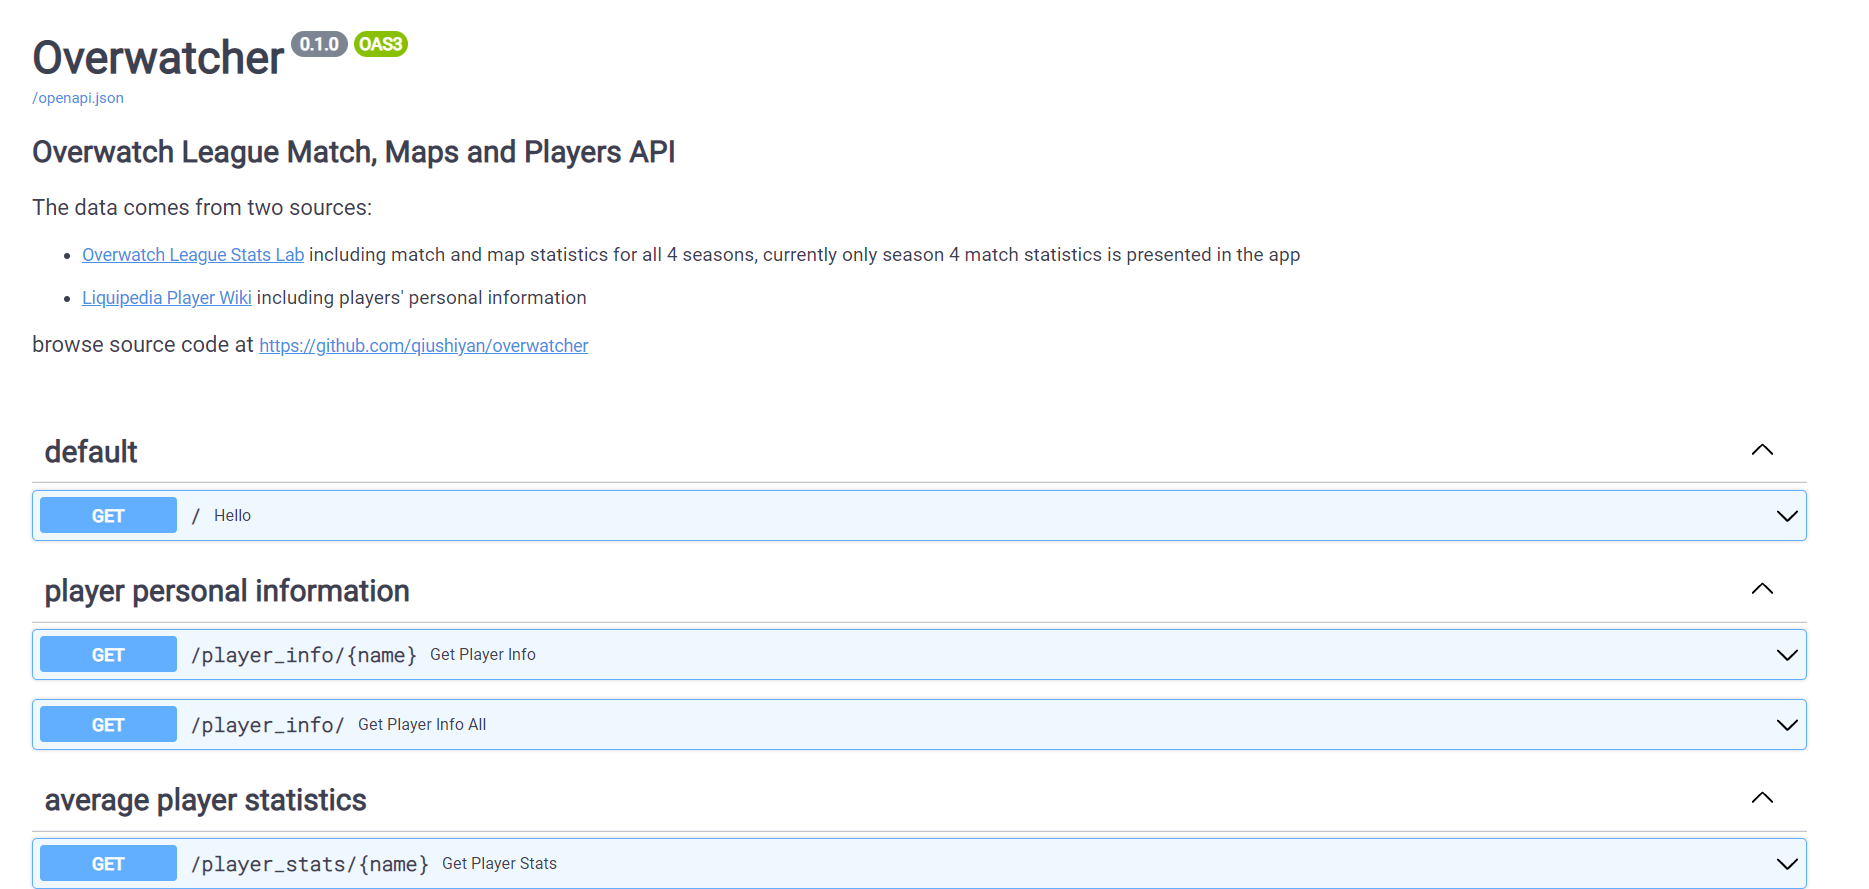 Overwatcher 0.1.0 OAS3
/openapi.json
Overwatch League Match, Maps and Players API
The data comes from two sources:
Overwatch League Stats Lab including match and map statistics for all 4 seasons, currently only season 4 match statistics is presented in the app
Liquipedia Player Wiki including players' personal information
browse source code at https://github.com/qiushiyan/overwatcher
default
GET / Hello
player personal information
GET /player_info/{name} Get Player Info
GET /player_info/ Get Player Info All
average player statistics
GET /player_stats/{name} Get Player Stats